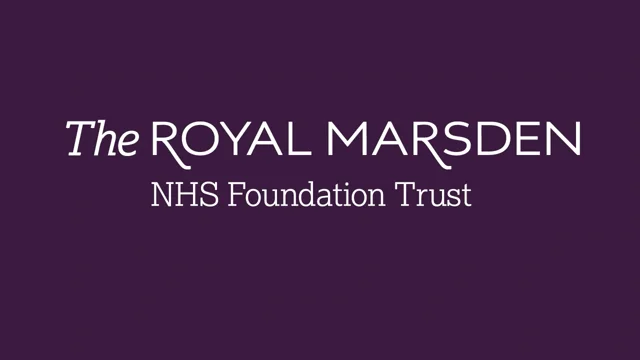 The ROYAL MARSDEN
NHS Foundation Trust